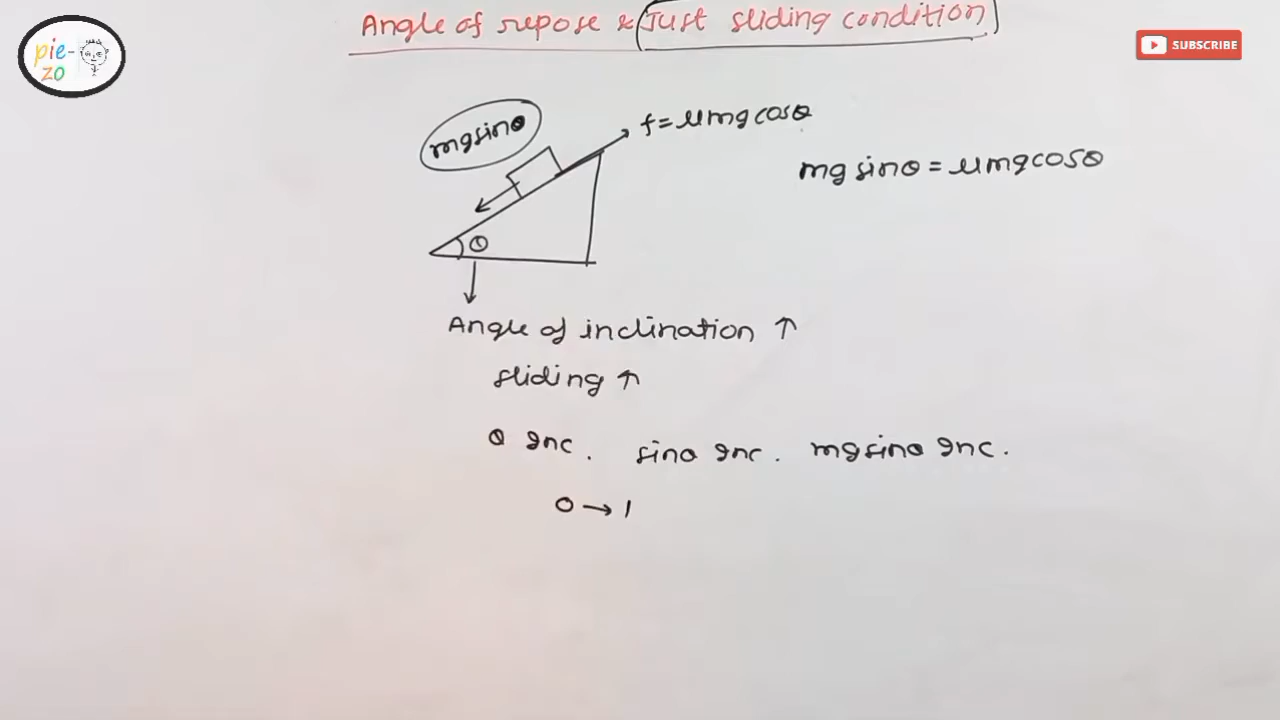 Angle of repose & Just sliding condition
pie-
zo
SUBSCRIBE
mgsinθ
f = μmgcosθ
mg sinθ = μmgcosθ
θ
Angle of inclination ↑
sliding ↑
θ Inc. sinθ Inc. mgsinθ Inc.
0 → 1